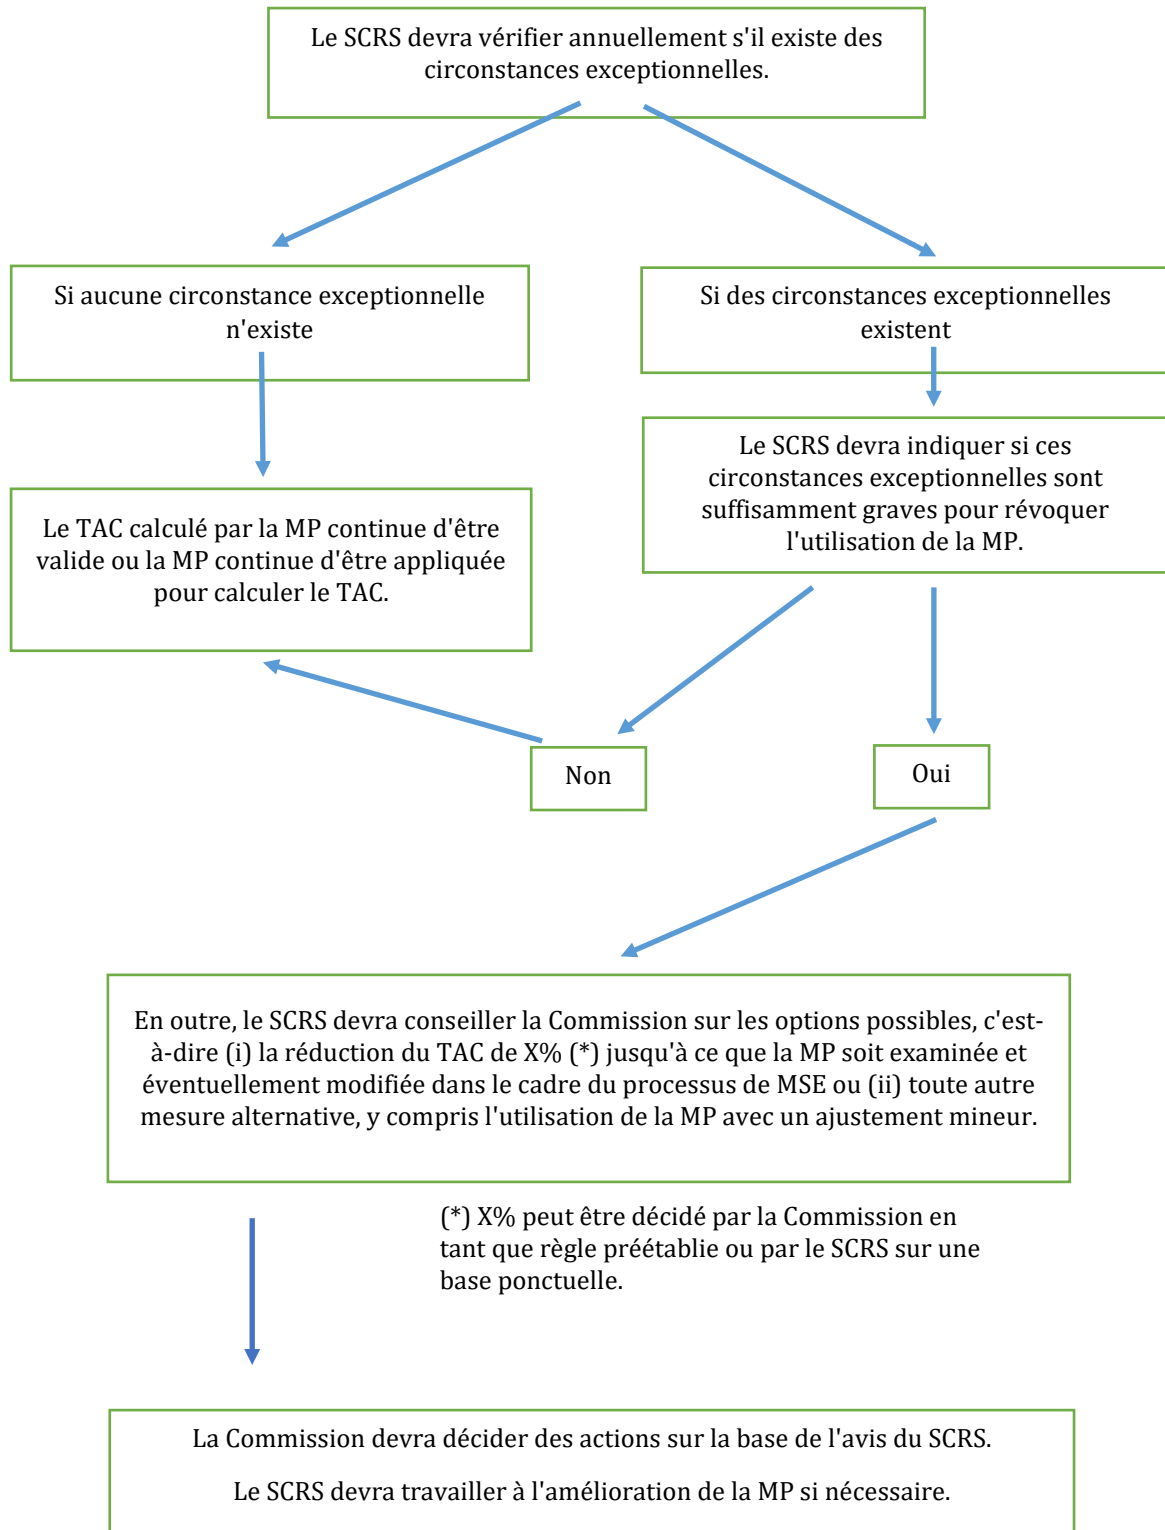 Le SCRS devra vérifier annuellement s'il existe des
circonstances exceptionnelles.
Si aucune circonstance exceptionnelle
n'existe
Si des circonstances exceptionnelles
existent
Le SCRS devra indiquer si ces
circonstances exceptionnelles sont
suffisamment graves pour révoquer
l'utilisation de la MP.
Le TAC calculé par la MP continue d'être
valide ou la MP continue d'être appliquée
pour calculer le TAC.
Non
Oui
En outre, le SCRS devra conseiller la Commission sur les options possibles, c'est-
à-dire (i) la réduction du TAC de X% (*) jusqu'à ce que la MP soit examinée et
éventuellement modifiée dans le cadre du processus de MSE ou (ii) toute autre
mesure alternative, y compris l'utilisation de la MP avec un ajustement mineur.
(*) X% peut être décidé par la Commission en
tant que règle préétablie ou par le SCRS sur une
base ponctuelle.
La Commission devra décider des actions sur la base de l'avis du SCRS.
Le SCRS devra travailler à l'amélioration de la MP si nécessaire.